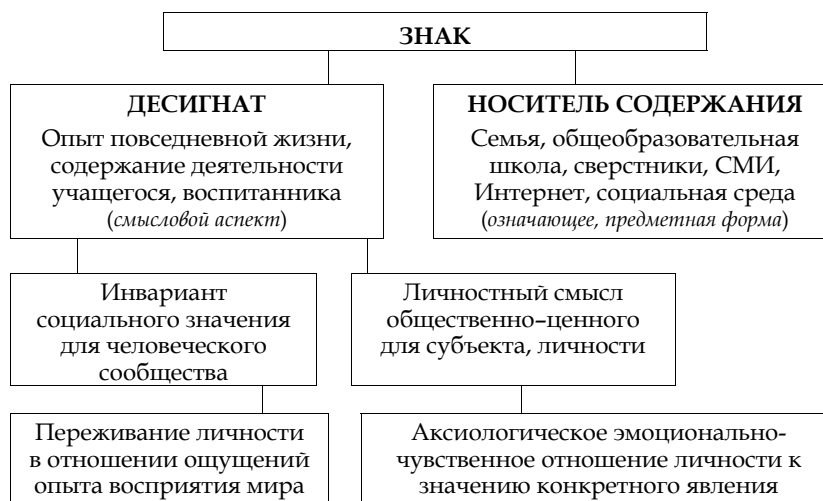 ЗНАК
ДЕСИГНАТ
Опыт повседневной жизни,
содержание деятельности
учащегося, воспитанника
(смысловой аспект)
НОСИТЕЛЬ СОДЕРЖАНИЯ
Семья, общеобразовательная
школа, сверстники, СМИ,
Интернет, социальная среда
(означающее, предметная форма)
Инвариант
социального значения
для человеческого
сообщества
Личностный смысл
общественно–ценного
для субъекта, личности
Переживание личности
в отношении ощущений
опыта восприятия мира
Аксиологическое эмоционально-
чувственное отношение личности к
значению конкретного явления